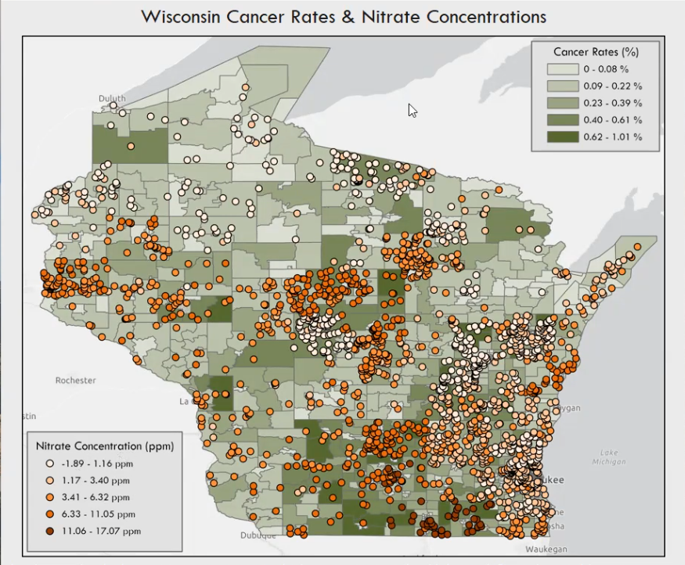 Wisconsin Cancer Rates & Nitrate Concentrations
Cancer Rates (%)
0 - 0.08 %
0.09 - 0.22 %
0.23 - 0.39 %
0.40 - 0.61 %
0.62 - 1.01 %
Duluth
Rochester
La
tin
ygan
Lake
Michigan
ukee
ne
sha
Dubuque
Waukegan
Nitrate Concentration (ppm)
-1.89 - 1.16 ppm
1.17 - 3.40 ppm
3.41 - 6.32 ppm
6.33 - 11.05 ppm
11.06 - 17.07 ppm